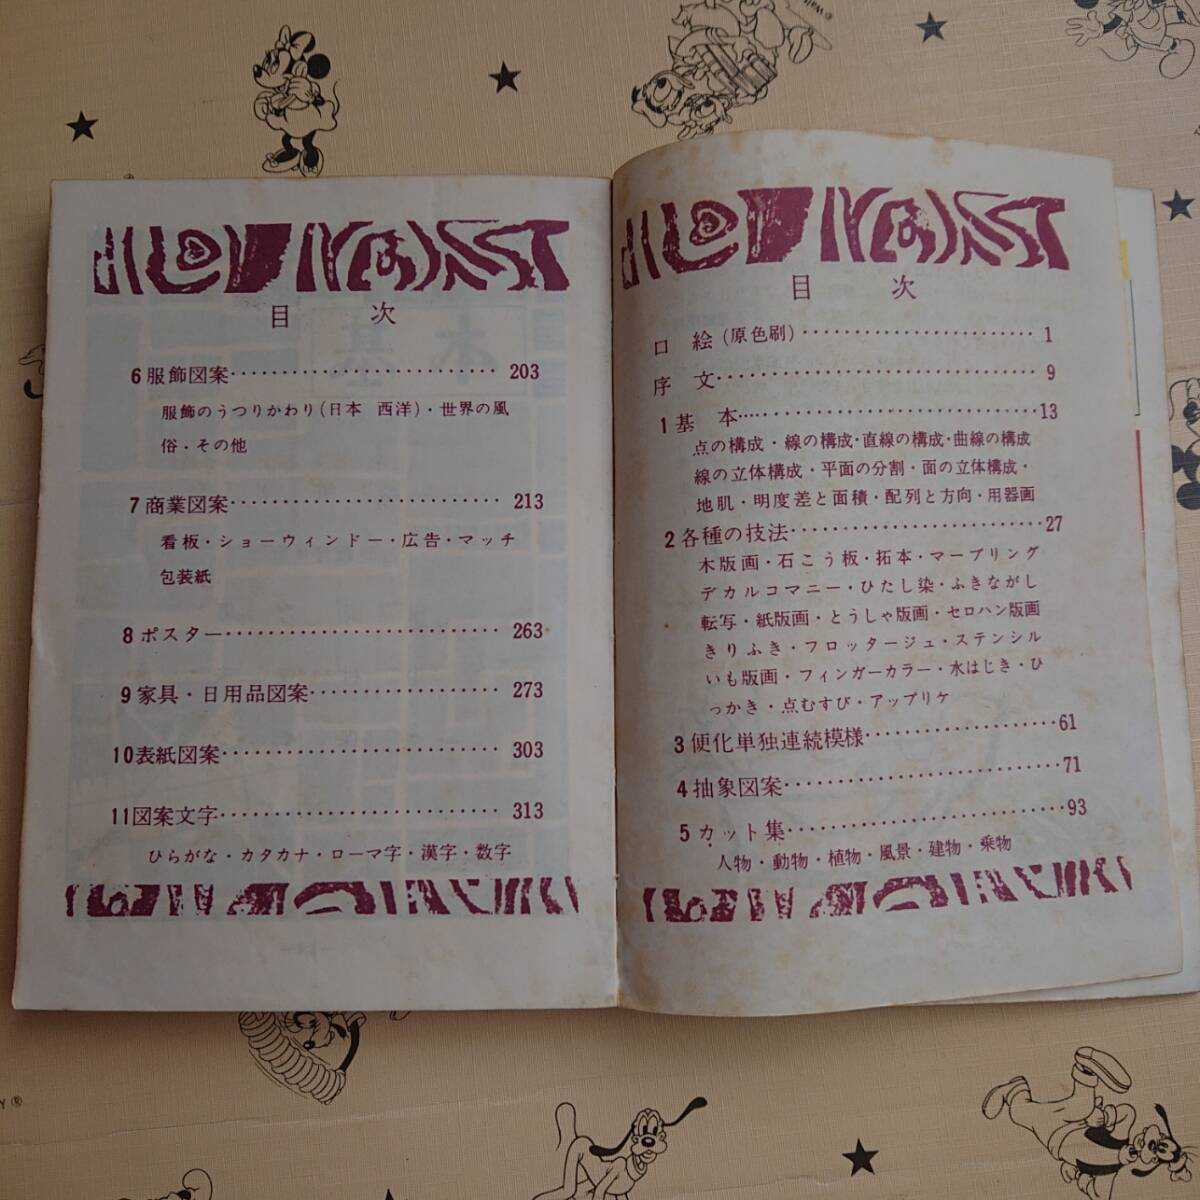 目次
口絵(原色刷) 1
序文 9
1 基本 13
点の構成・線の構成・直線の構成・曲線の構成
線の立体構成・平面の分割・面の立体構成・
地肌・明度差と面積・配列と方向・用器画
2 各種の技法 27
木版画・石こう板・拓本・マーブリング
デカルコマニー・ひたし染・ふきながし
転写・紙版画・とうしゃ版画・セロハン版画
きりふき・フロッタージュ・ステンシル
いも版画・フィンガーカラー・水はじき・ひ
っかき・点むすび・アップリケ
3 便化単独連続模様 61
4 抽象図案 71
5 カット集 93
人物・動物・植物・風景・建物・乗物
目次
6 服飾図案 203
服飾のうつりかわり(日本 西洋)・世界の風
俗・その他
7 商業図案 213
看板・ショーウィンドー・広告・マッチ
包装紙
8 ポスター 263
9 家具・日用品図案 273
10 表紙図案 303
11 図案文字 313
ひらがな・カタカナ・ローマ字・漢字・数字